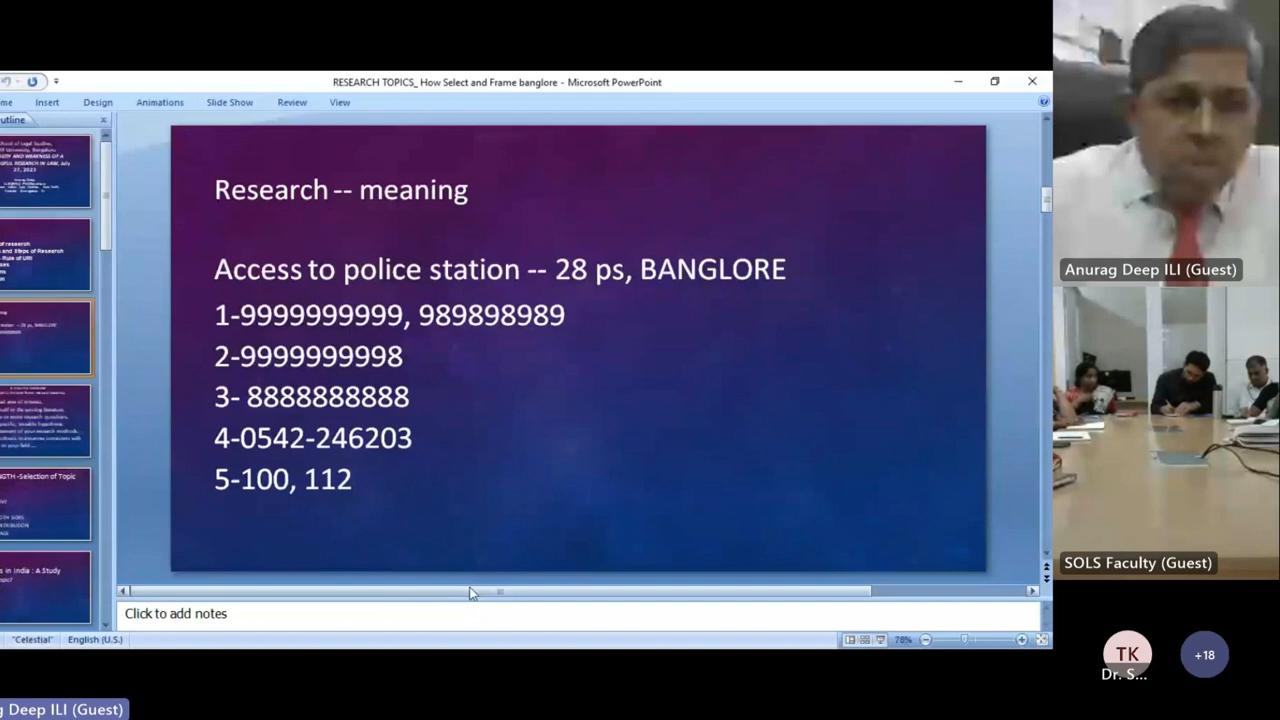 RESEARCH TOPICS_ How Select and Frame banglore - Microsoft PowerPoint
Insert Design Animations Slide Show Review View
Research -- meaning
Access to police station -- 28 ps, BANGLORE
1-9999999999, 989898989
2-9999999998
3- 8888888888
4-0542-246203
5-100, 112
Click to add notes
"Celestial" English (U.S.) 78%
Anurag Deep ILI (Guest)
SOLS Faculty (Guest)
TK +18
Dr. S...
Deep ILI (Guest)